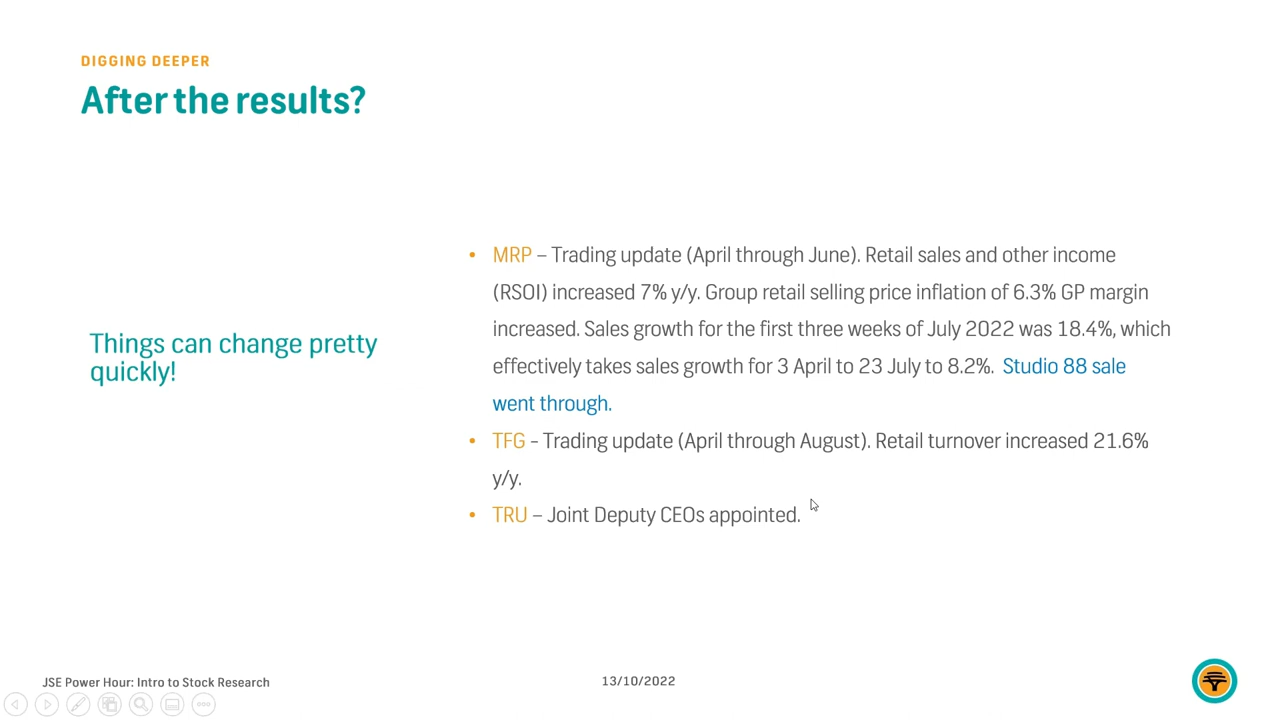 DIGGING DEEPER
After the results?
Things can change pretty
quickly!
• MRP – Trading update (April through June). Retail sales and other income
(RSOI) increased 7% y/y. Group retail selling price inflation of 6.3% GP margin
increased. Sales growth for the first three weeks of July 2022 was 18.4%, which
effectively takes sales growth for 3 April to 23 July to 8.2%. Studio 88 sale
went through.
• TFG - Trading update (April through August). Retail turnover increased 21.6%
y/y.
• TRU – Joint Deputy CEOs appointed.
JSE Power Hour: Intro to Stock Research
13/10/2022